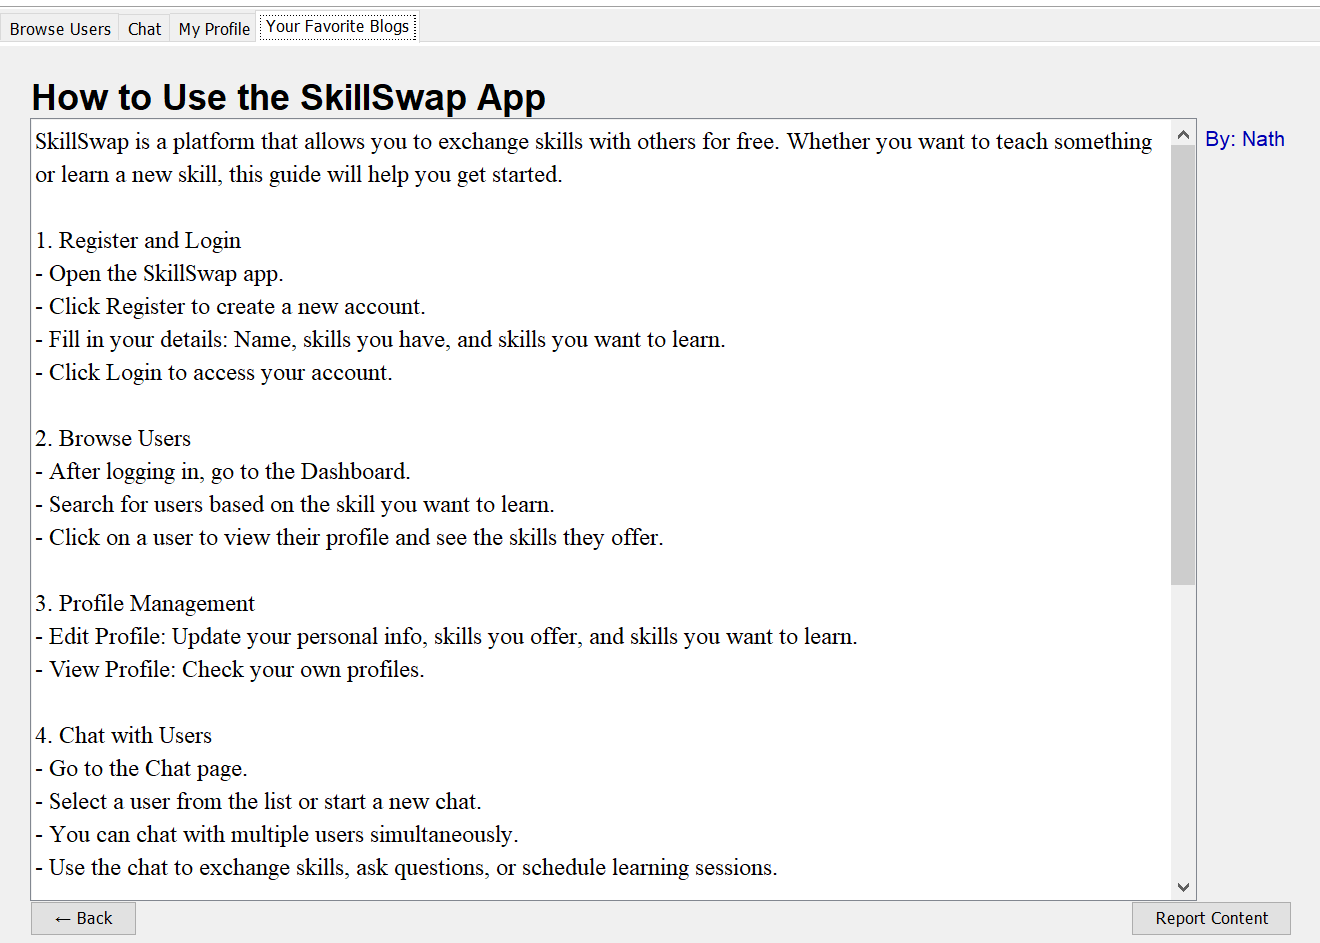 Browse Users Chat My Profile Your Favorite Blogs
How to Use the SkillSwap App
SkillSwap is a platform that allows you to exchange skills with others for free. Whether you want to teach something
or learn a new skill, this guide will help you get started.
By: Nath
1. Register and Login
- Open the SkillSwap app.
- Click Register to create a new account.
- Fill in your details: Name, skills you have, and skills you want to learn.
- Click Login to access your account.
2. Browse Users
- After logging in, go to the Dashboard.
- Search for users based on the skill you want to learn.
- Click on a user to view their profile and see the skills they offer.
3. Profile Management
- Edit Profile: Update your personal info, skills you offer, and skills you want to learn.
- View Profile: Check your own profiles.
4. Chat with Users
- Go to the Chat page.
- Select a user from the list or start a new chat.
- You can chat with multiple users simultaneously.
- Use the chat to exchange skills, ask questions, or schedule learning sessions.
← Back Report Content